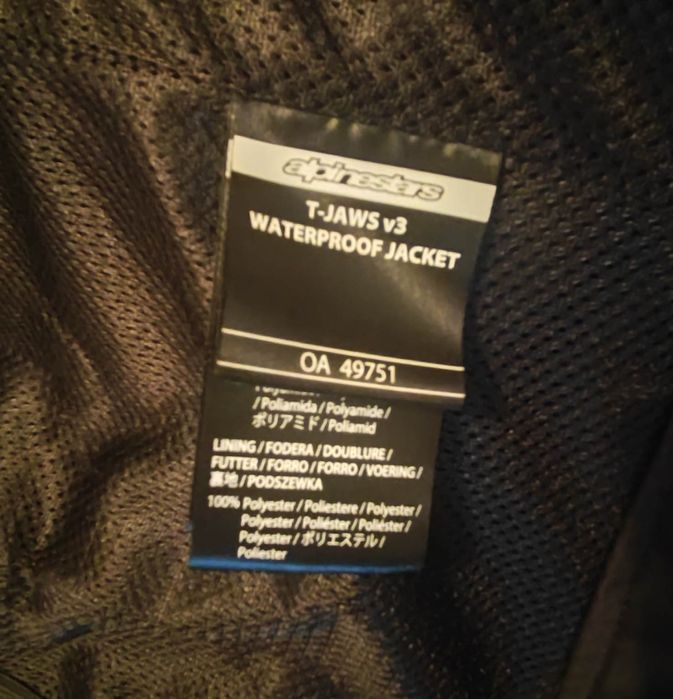 alpinestars
T-JAWS v3
WATERPROOF JACKET
OA 49751
/ Poliamida / Polyamide /
ポリアミド / Poliamid
LINING / FODERA / DOUBLURE /
FUTTER / FORRO / FORRO / VOERING /
裏地 / PODSZEWKA
100% Polyester / Poliestere / Polyester /
Polyester / Poliéster / Poliéster /
Polyester / ポリエステル /
Poliester